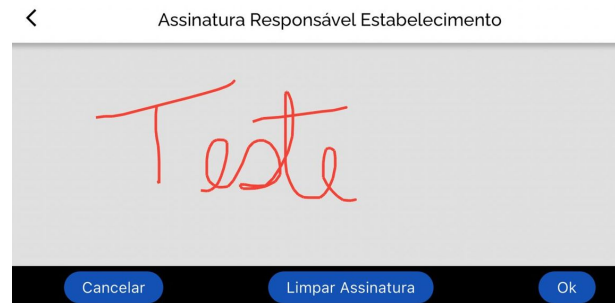 Assinatura Responsável Estabelecimento
Teste
Cancelar Limpar Assinatura Ok